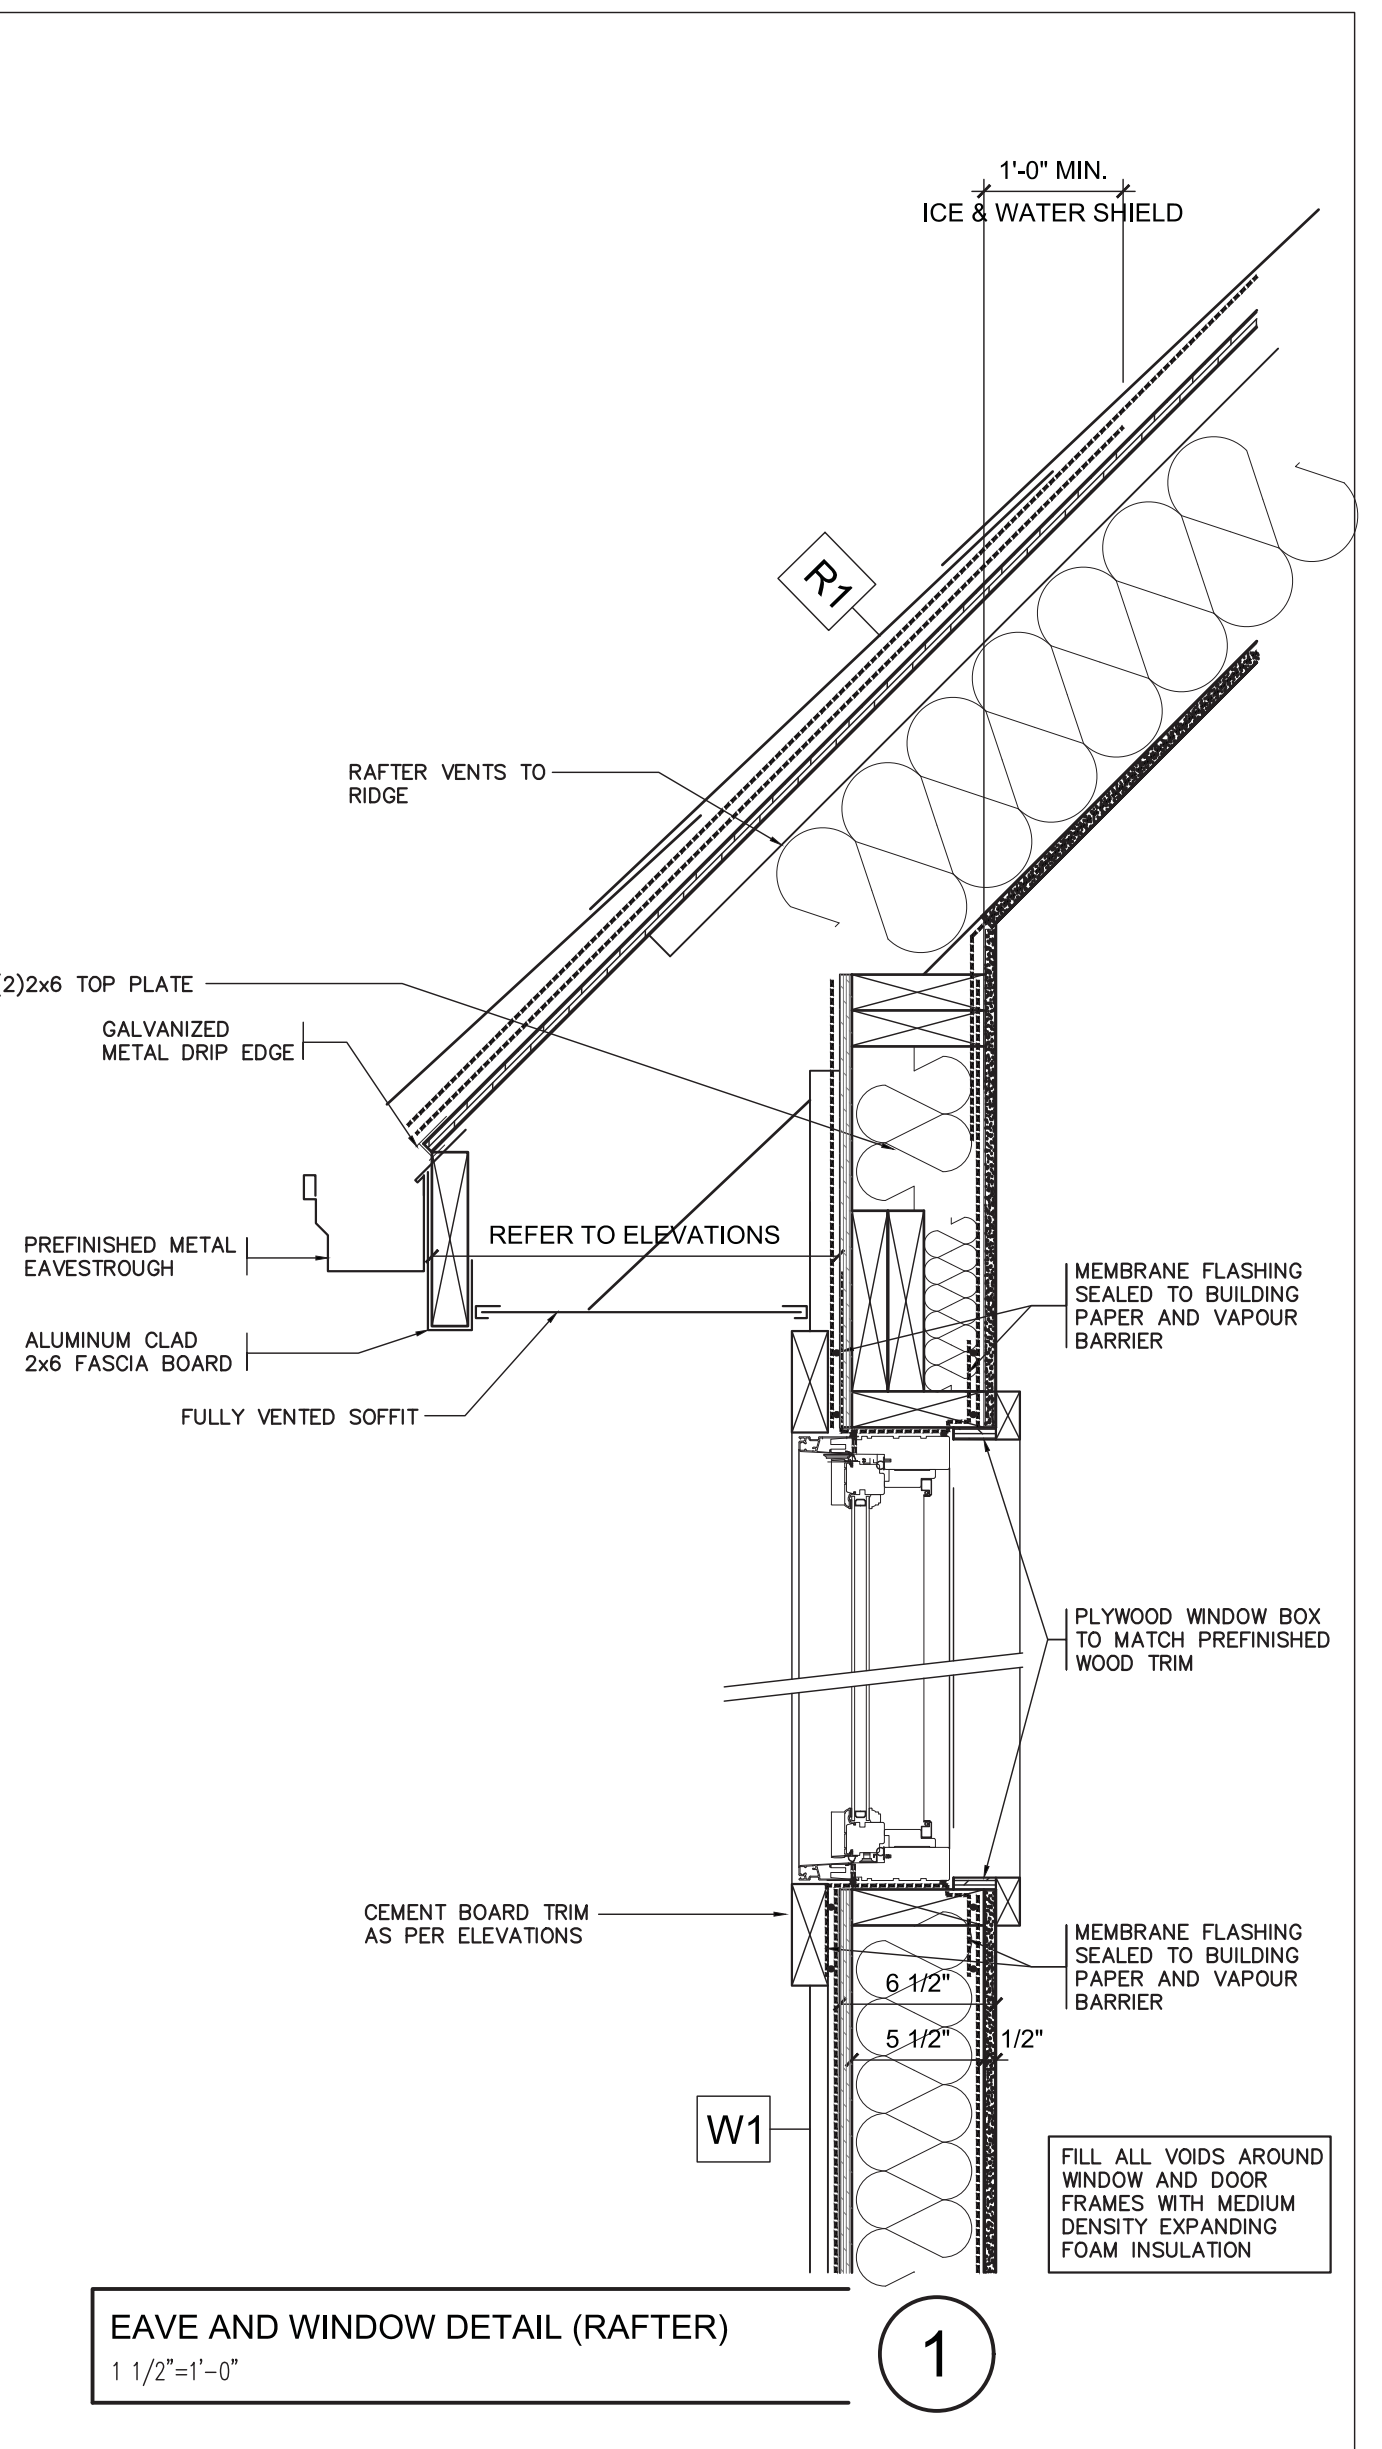 1'-0" MIN.
ICE & WATER SHIELD
R1
RAFTER VENTS TO
RIDGE
(2)2x6 TOP PLATE
GALVANIZED
METAL DRIP EDGE
REFER TO ELEVATIONS
PREFINISHED METAL
EAVESTROUGH
MEMBRANE FLASHING
SEALED TO BUILDING
PAPER AND VAPOUR
BARRIER
ALUMINUM CLAD
2x6 FASCIA BOARD
FULLY VENTED SOFFIT
PLYWOOD WINDOW BOX
TO MATCH PREFINISHED
WOOD TRIM
CEMENT BOARD TRIM
AS PER ELEVATIONS
MEMBRANE FLASHING
SEALED TO BUILDING
PAPER AND VAPOUR
BARRIER
6 1/2"
5 1/2"
1/2"
W1
FILL ALL VOIDS AROUND
WINDOW AND DOOR
FRAMES WITH MEDIUM
DENSITY EXPANDING
FOAM INSULATION
EAVE AND WINDOW DETAIL (RAFTER)
1 1/2"=1'-0"
1